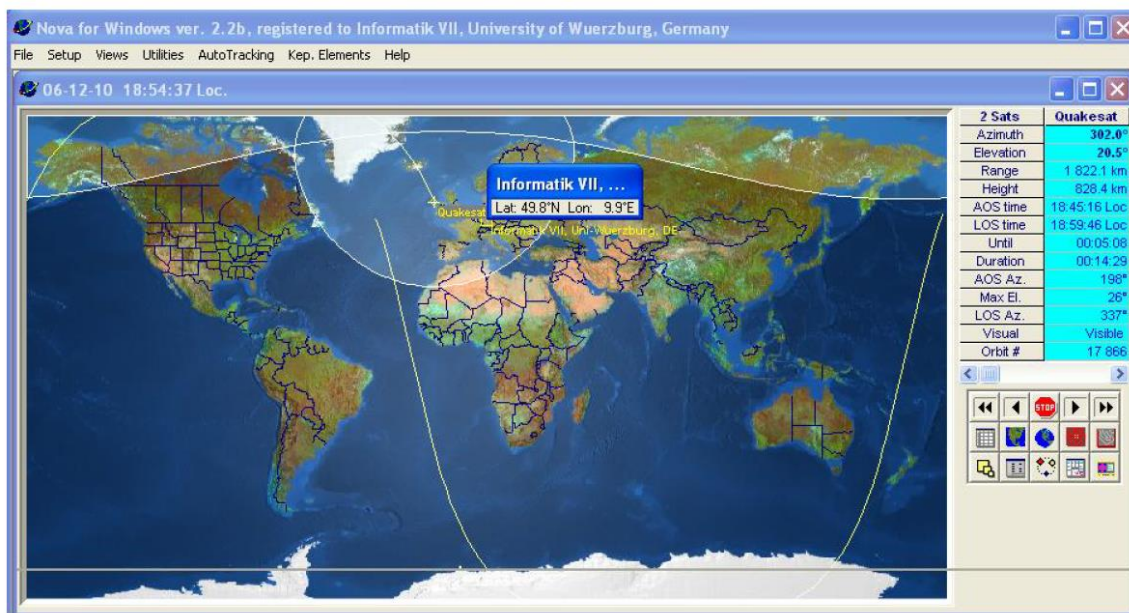 Nova for Windows ver. 2.2b, registered to Informatik VII, University of Wuerzburg, Germany
File Setup Views Utilities AutoTracking Kep. Elements Help
06-12-10 18:54:37 Loc.
Informatik VII, ...
Lat: 49.8°N Lon: 9.9°E
Quakesat
Informatik VII, Uni-Wuerzburg, DE
2 Sats Quakesat
Azimuth 302.0°
Elevation 20.5°
Range 1 822.1 km
Height 828.4 km
AOS time 18:45:16 Loc
LOS time 18:59:46 Loc
Until 00:05:08
Duration 00:14:29
AOS Az. 198°
Max El. 26°
LOS Az. 337°
Visual Visible
Orbit # 17 866
STOP